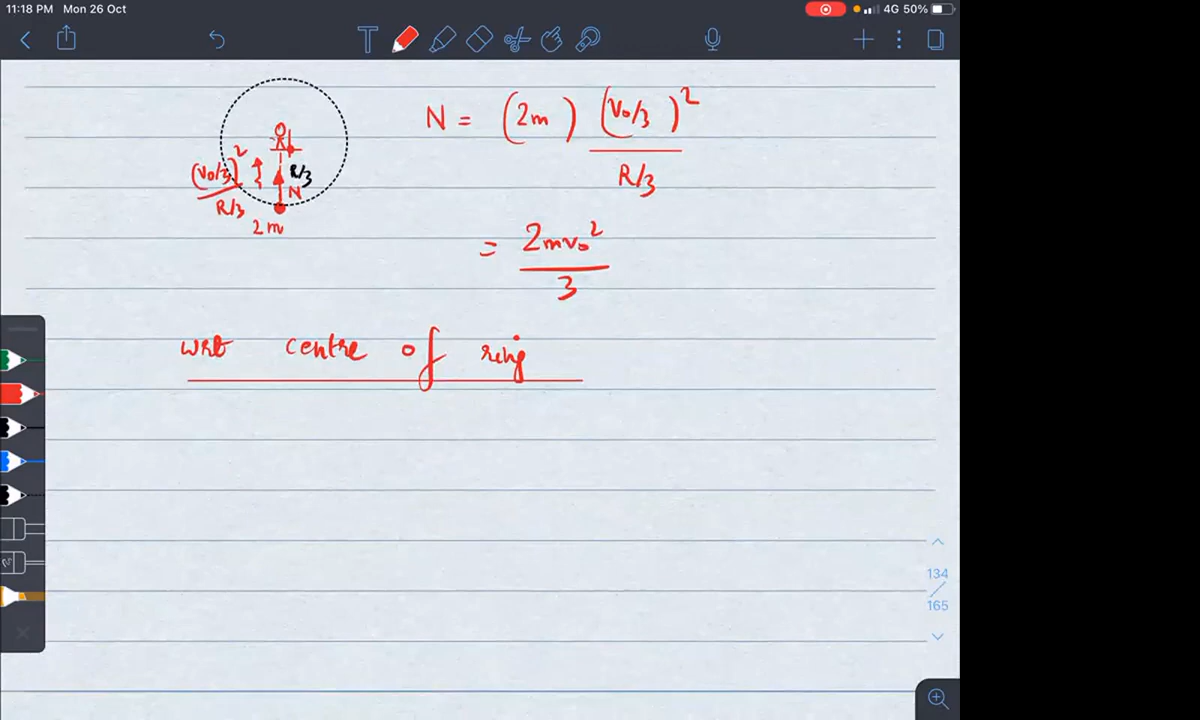 11:18 PM Mon 26 Oct 4G 50%
T
N = (2m) (v₀/3)²
R/3
(v₀/3)² R/3
R/3 N
2m
= 2mv₀²
3
wrt centre of ring
134
165